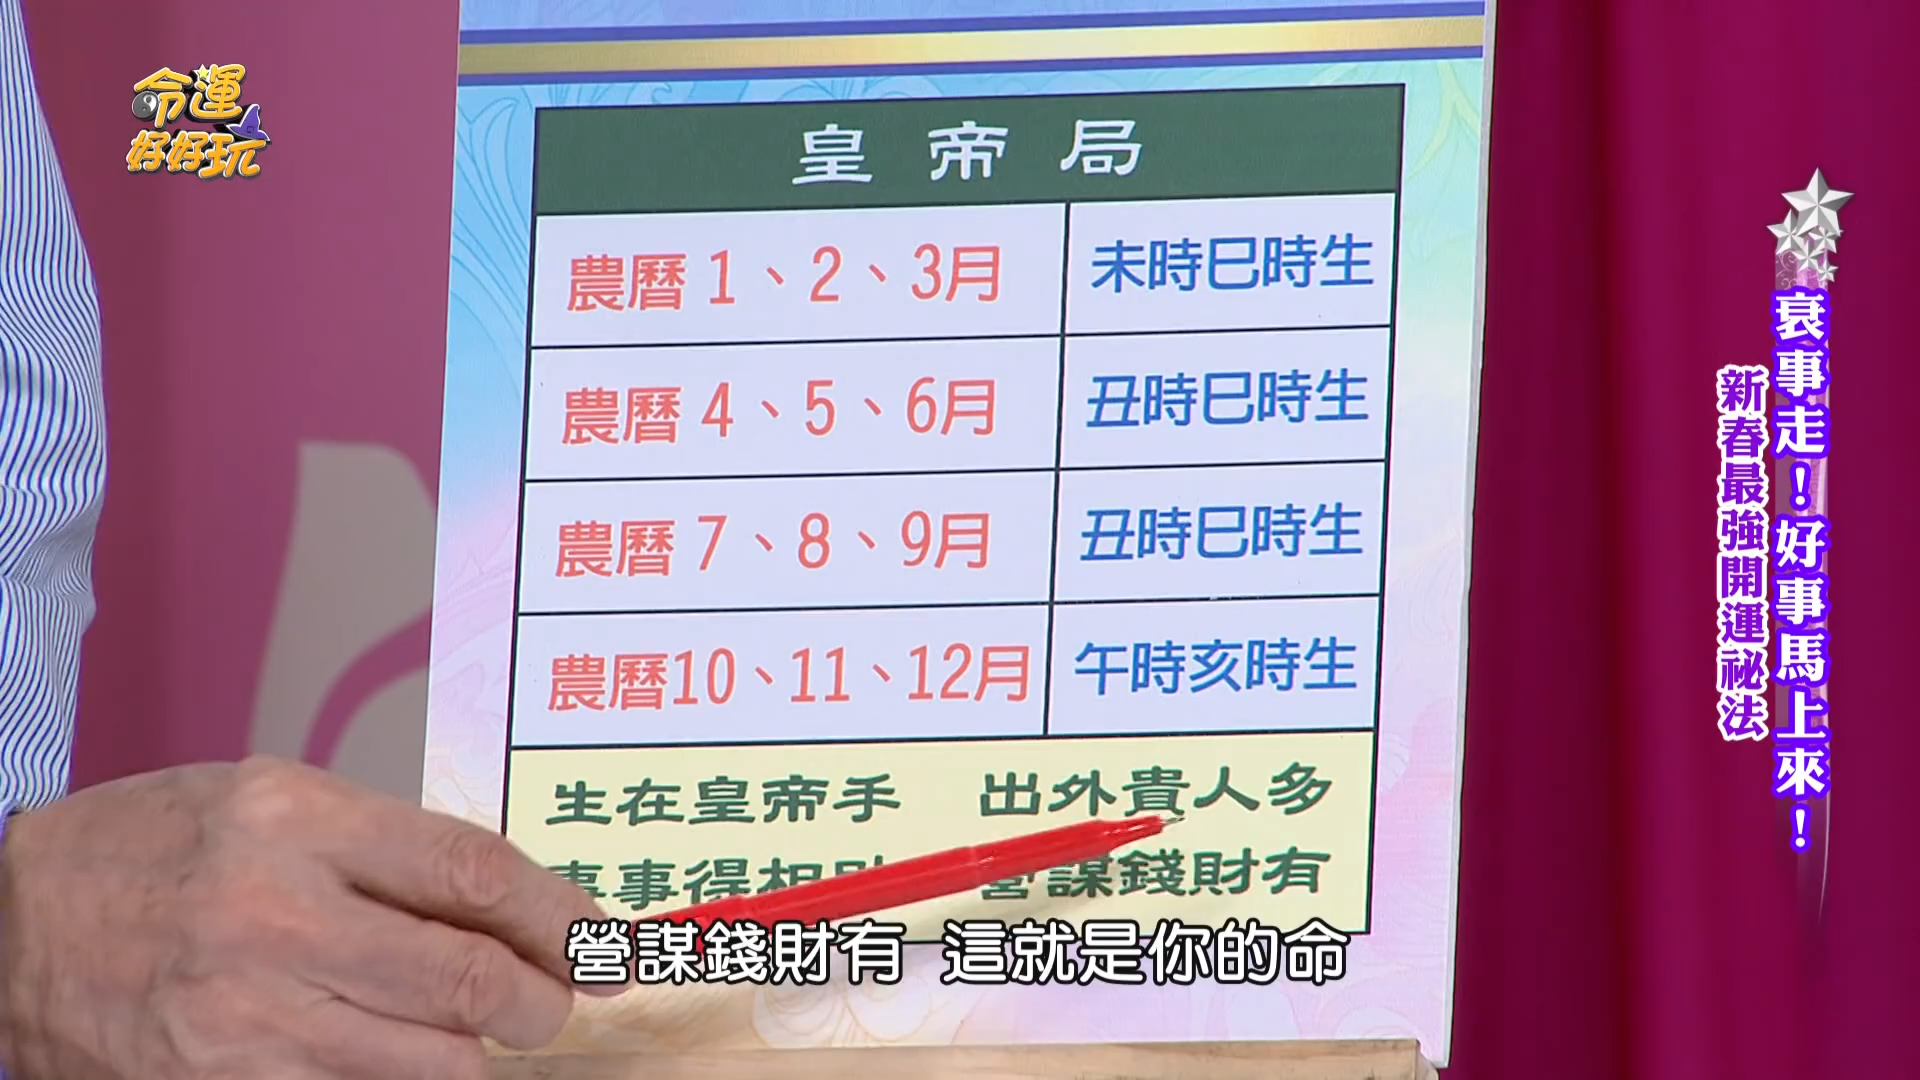 命運
好好玩
皇帝局
農曆1、2、3月 未時巳時生
農曆4、5、6月 丑時巳時生
農曆7、8、9月 丑時巳時生
農曆10、11、12月 午時亥時生
生在皇帝手 出外貴人多
事得相 營謀錢財有
營謀錢財有 這就是你的命
衰事走!好事馬上來!
新春最強開運祕法